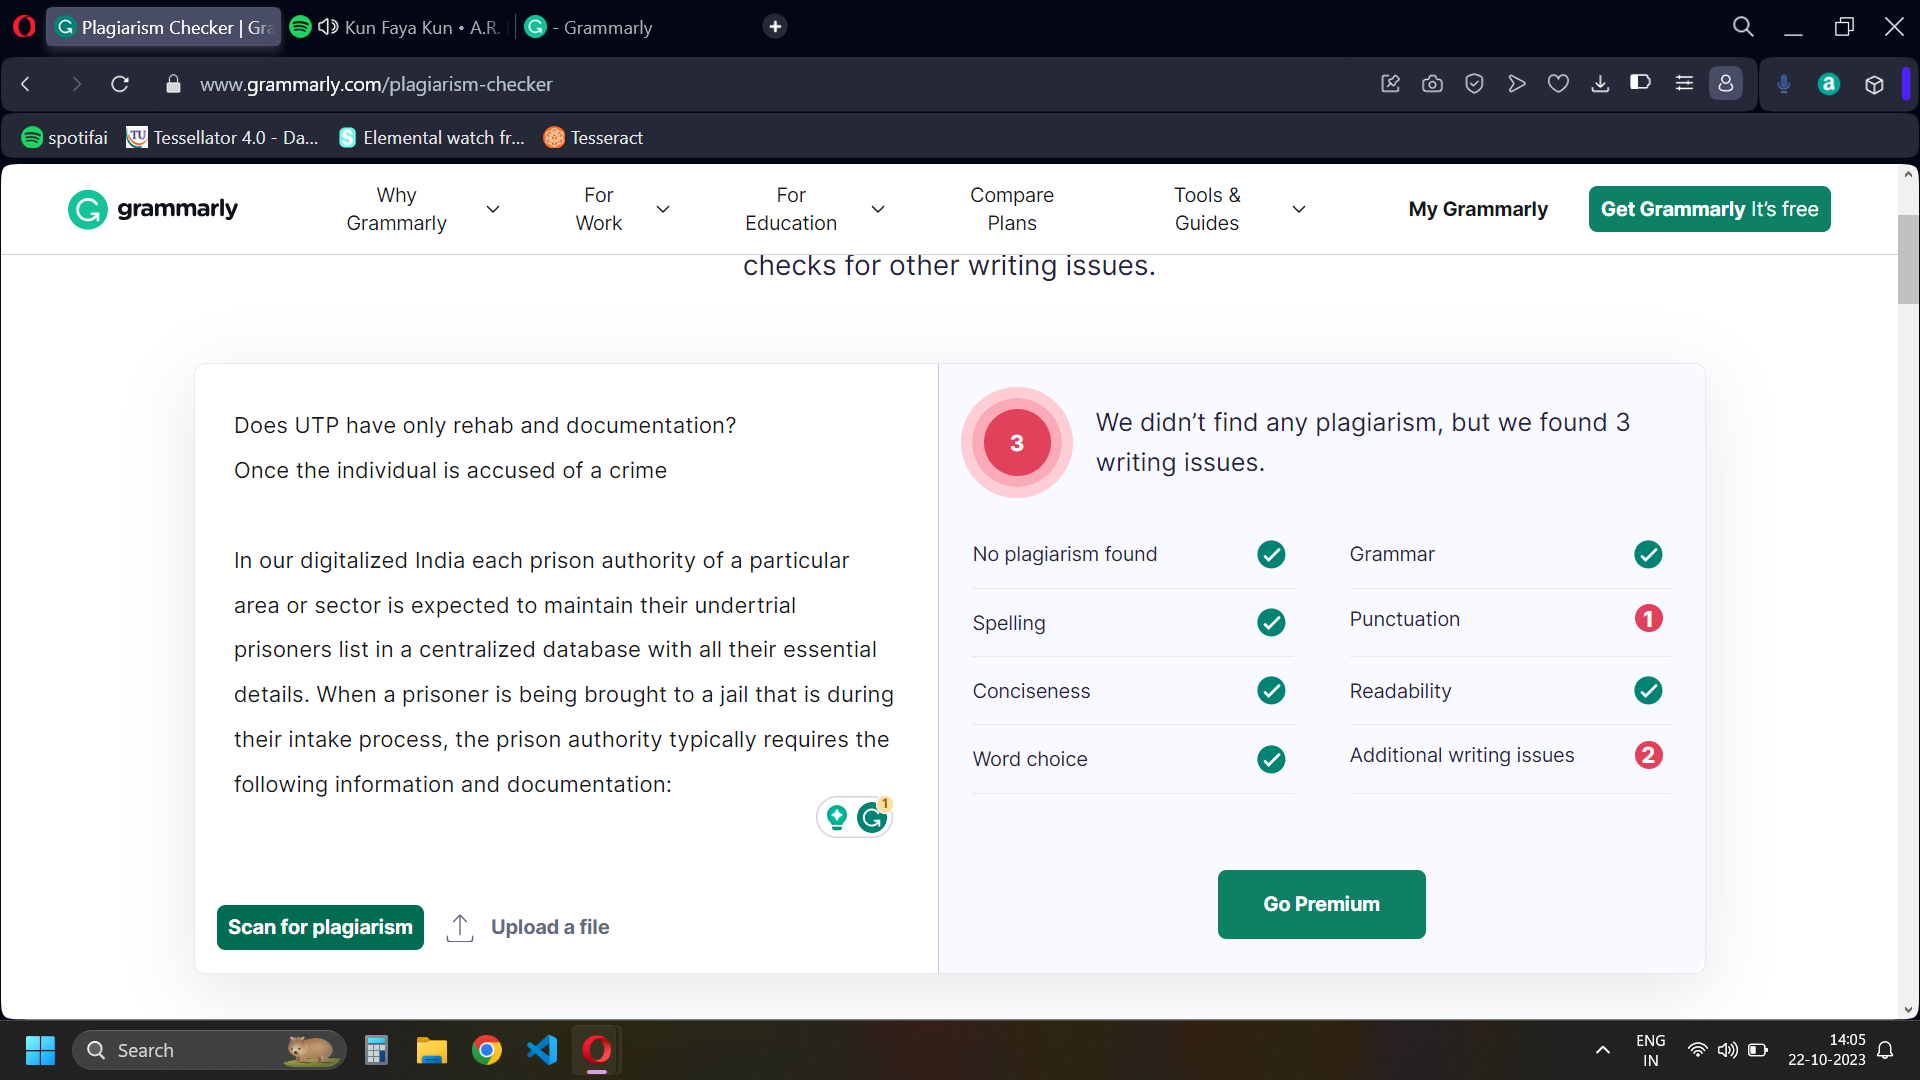 Plagiarism Checker | Gra
Kun Faya Kun • A.R.
- Grammarly
www.grammarly.com/plagiarism-checker
spotifai
TU
Tessellator 4.0 - Da...
Elemental watch fr...
Tesseract
grammarly
Why
Grammarly
For
Work
For
Education
Compare
Plans
Tools &
Guides
My Grammarly
Get Grammarly It's free
checks for other writing issues.
Does UTP have only rehab and documentation?
Once the individual is accused of a crime
In our digitalized India each prison authority of a particular
area or sector is expected to maintain their undertrial
prisoners list in a centralized database with all their essential
details. When a prisoner is being brought to a jail that is during
their intake process, the prison authority typically requires the
following information and documentation:
1
Scan for plagiarism
Upload a file
3
We didn’t find any plagiarism, but we found 3
writing issues.
No plagiarism found
Grammar
Spelling
Punctuation
1
Conciseness
Readability
Word choice
Additional writing issues
2
Go Premium
Search
ENG
IN
14:05
22-10-2023